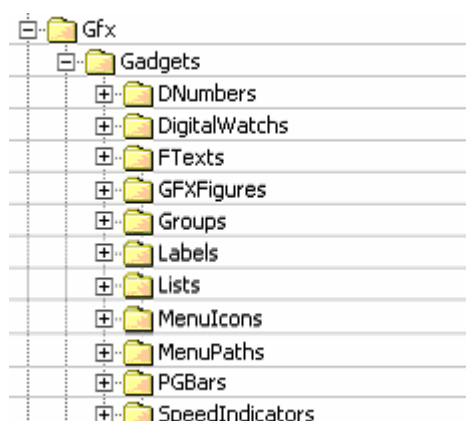 Gfx
Gadgets
DNumbers
DigitalWatchs
FTexts
GFXFigures
Groups
Labels
Lists
MenuIcons
MenuPaths
PGBars
SpeedIndicators